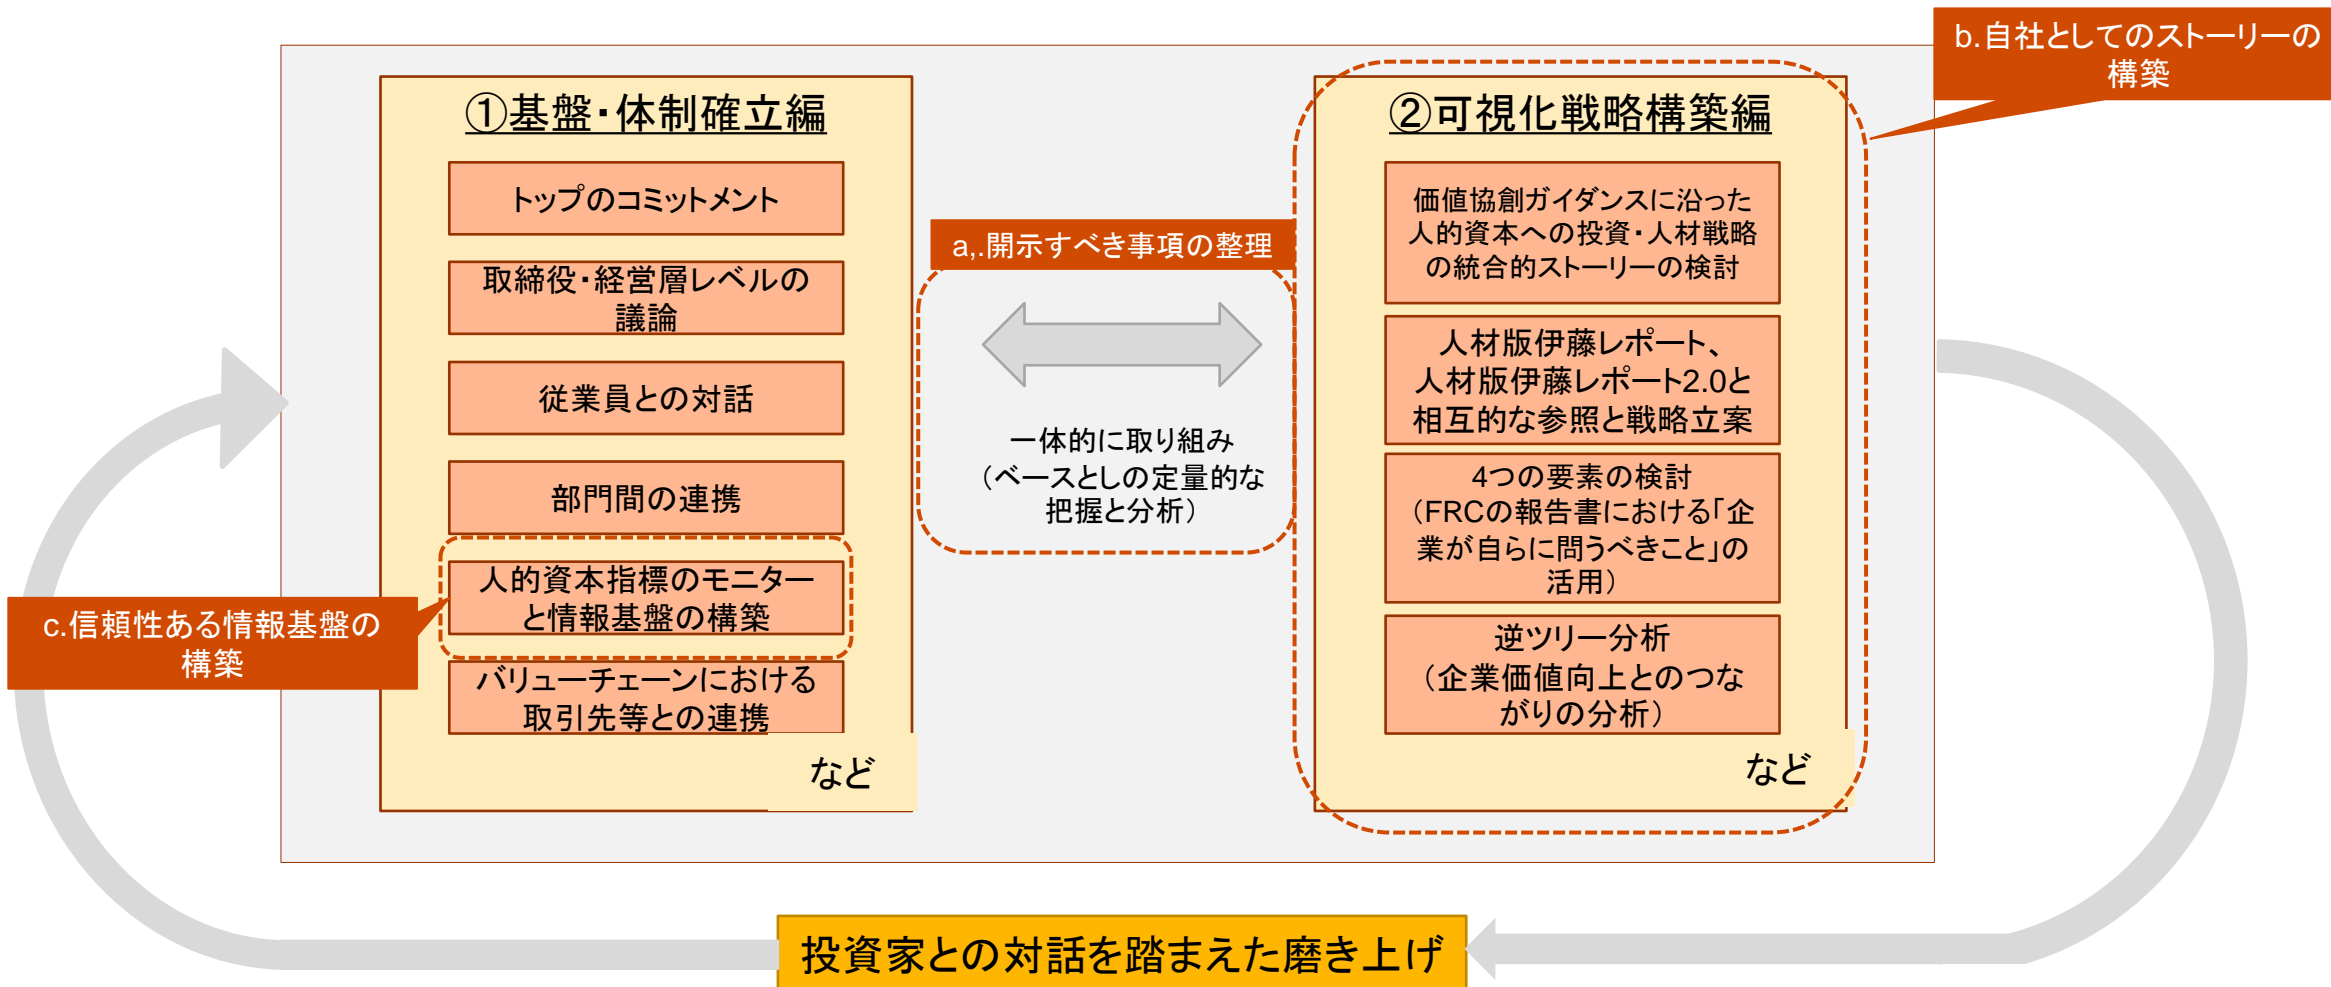 b.自社としてのストーリーの
構築
①基盤・体制確立編
トップのコミットメント
取締役・経営層レベルの
議論
従業員との対話
部門間の連携
人的資本指標のモニター
と情報基盤の構築
バリューチェーンにおける
取引先等との連携
など
c.信頼性ある情報基盤の
構築
a,.開示すべき事項の整理
一体的に取り組み
（ベースとしの定量的な
把握と分析）
②可視化戦略構築編
価値協創ガイダンスに沿った
人的資本への投資・人材戦略
の統合的ストーリーの検討
人材版伊藤レポート、
人材版伊藤レポート2.0と
相互的な参照と戦略立案
4つの要素の検討
（FRCの報告書における「企
業が自らに問うべきこと」の
活用）
逆ツリー分析
（企業価値向上とのつな
がりの分析）
など
投資家との対話を踏まえた磨き上げ